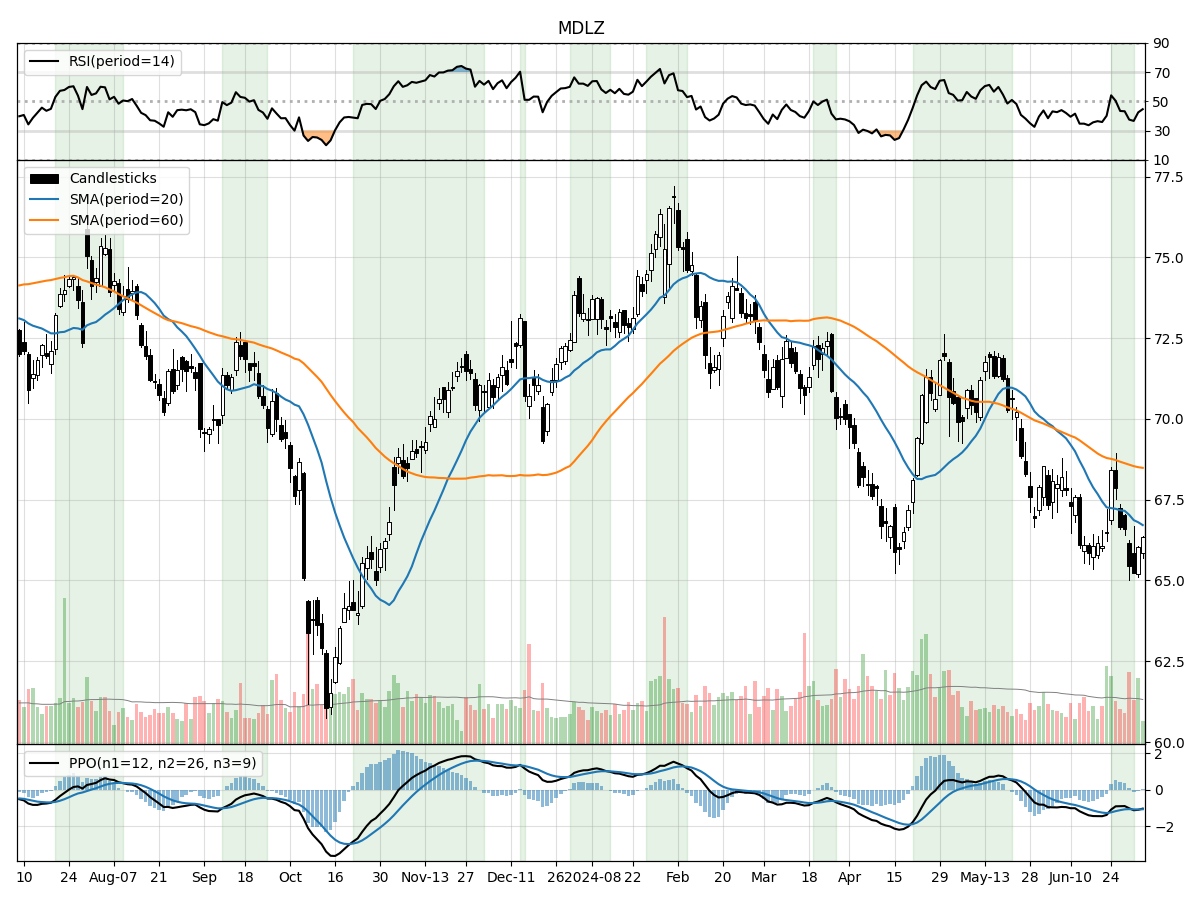 MDLZ
RSI(period=14)
90
70
50
30
10
Candlesticks
SMA(period=20)
SMA(period=60)
77.5
75.0
72.5
70.0
67.5
65.0
62.5
60.0
PPO(n1=12, n2=26, n3=9)
2
0
−2
10 24 Aug-07 21 Sep 18 Oct 16 30 Nov-13 27 Dec-11 26 2024-08 22 Feb 20 Mar 18 Apr 15 29 May-13 28 Jun-10 24